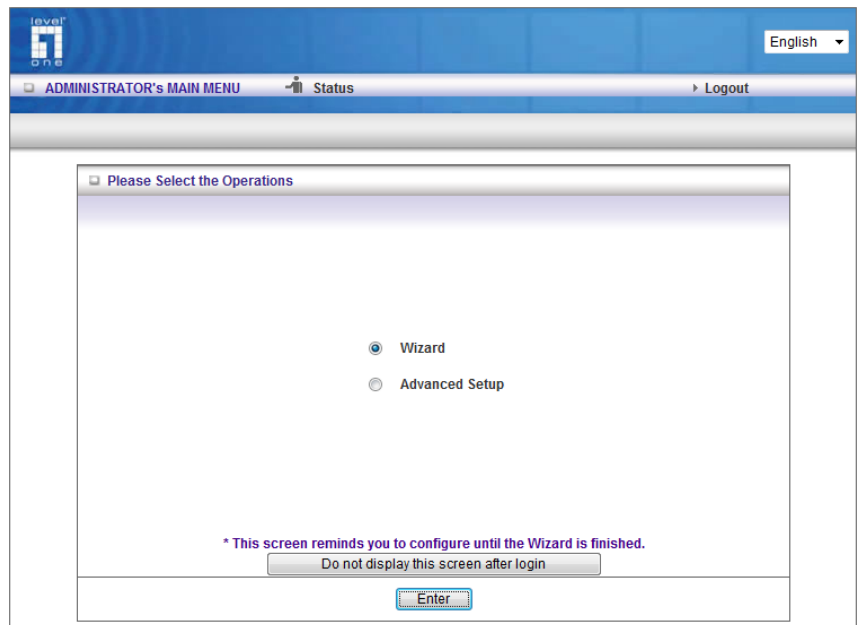 level
one
English
ADMINISTRATOR's MAIN MENU Status Logout
Please Select the Operations
Wizard
Advanced Setup
* This screen reminds you to configure until the Wizard is finished.
Do not display this screen after login
Enter